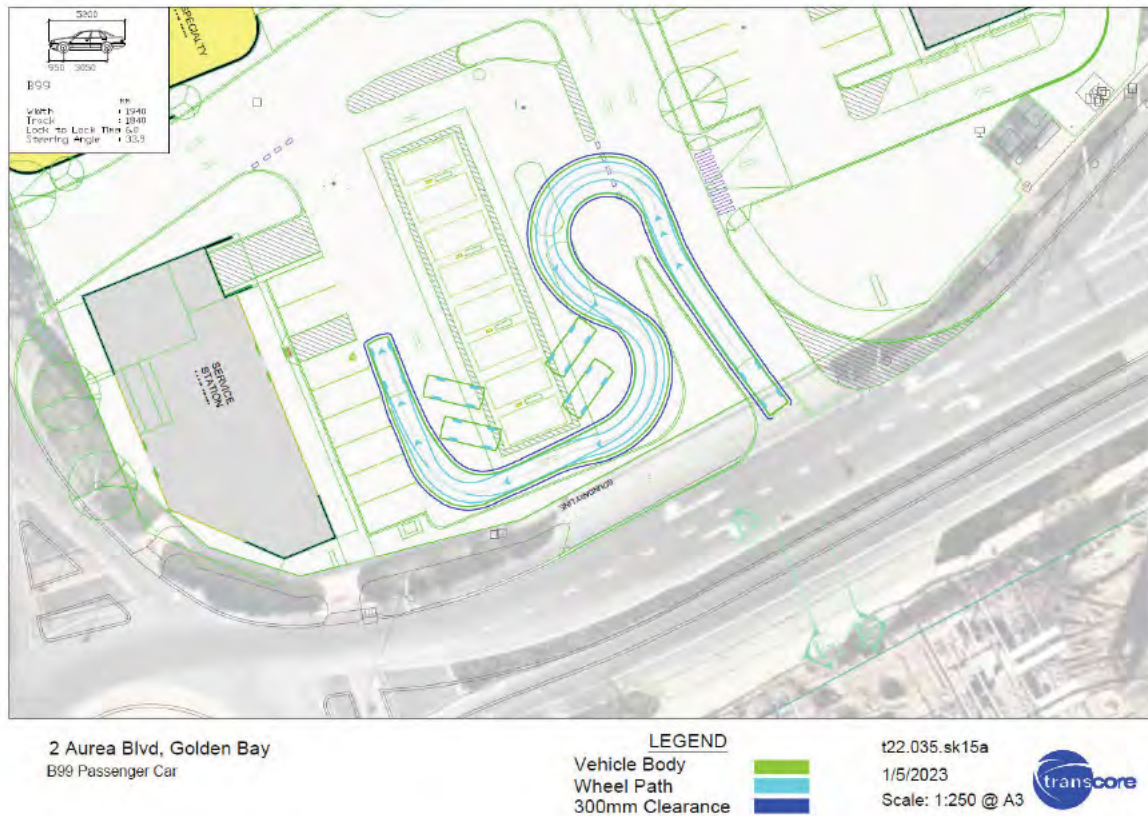 5200
950 3050
B99
MM
Width : 1940
Track : 1840
Lock to Lock Time : 6.0
Steering Angle : 33.9
SPECIALTY
SERVICE
STATION
BOUNDARY LINE
2 Aurea Blvd, Golden Bay
B99 Passenger Car
LEGEND
Vehicle Body
Wheel Path
300mm Clearance
t22.035.sk15a
1/5/2023
Scale: 1:250 @ A3
transcore